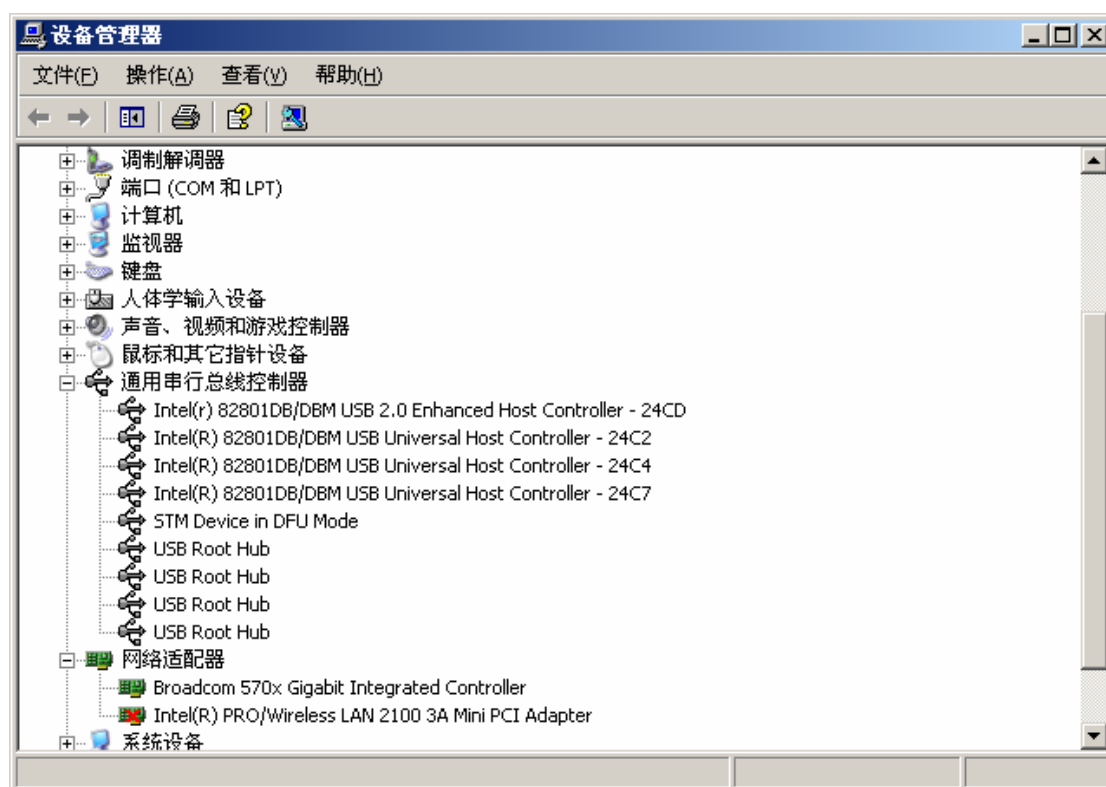 设备管理器
文件(F) 操作(A) 查看(V) 帮助(H)
调制解调器
端口 (COM 和 LPT)
计算机
监视器
键盘
人体学输入设备
声音、视频和游戏控制器
鼠标和其它指针设备
通用串行总线控制器
Intel(r) 82801DB/DBM USB 2.0 Enhanced Host Controller - 24CD
Intel(R) 82801DB/DBM USB Universal Host Controller - 24C2
Intel(R) 82801DB/DBM USB Universal Host Controller - 24C4
Intel(R) 82801DB/DBM USB Universal Host Controller - 24C7
STM Device in DFU Mode
USB Root Hub
USB Root Hub
USB Root Hub
USB Root Hub
网络适配器
Broadcom 570x Gigabit Integrated Controller
Intel(R) PRO/Wireless LAN 2100 3A Mini PCI Adapter
系统设备